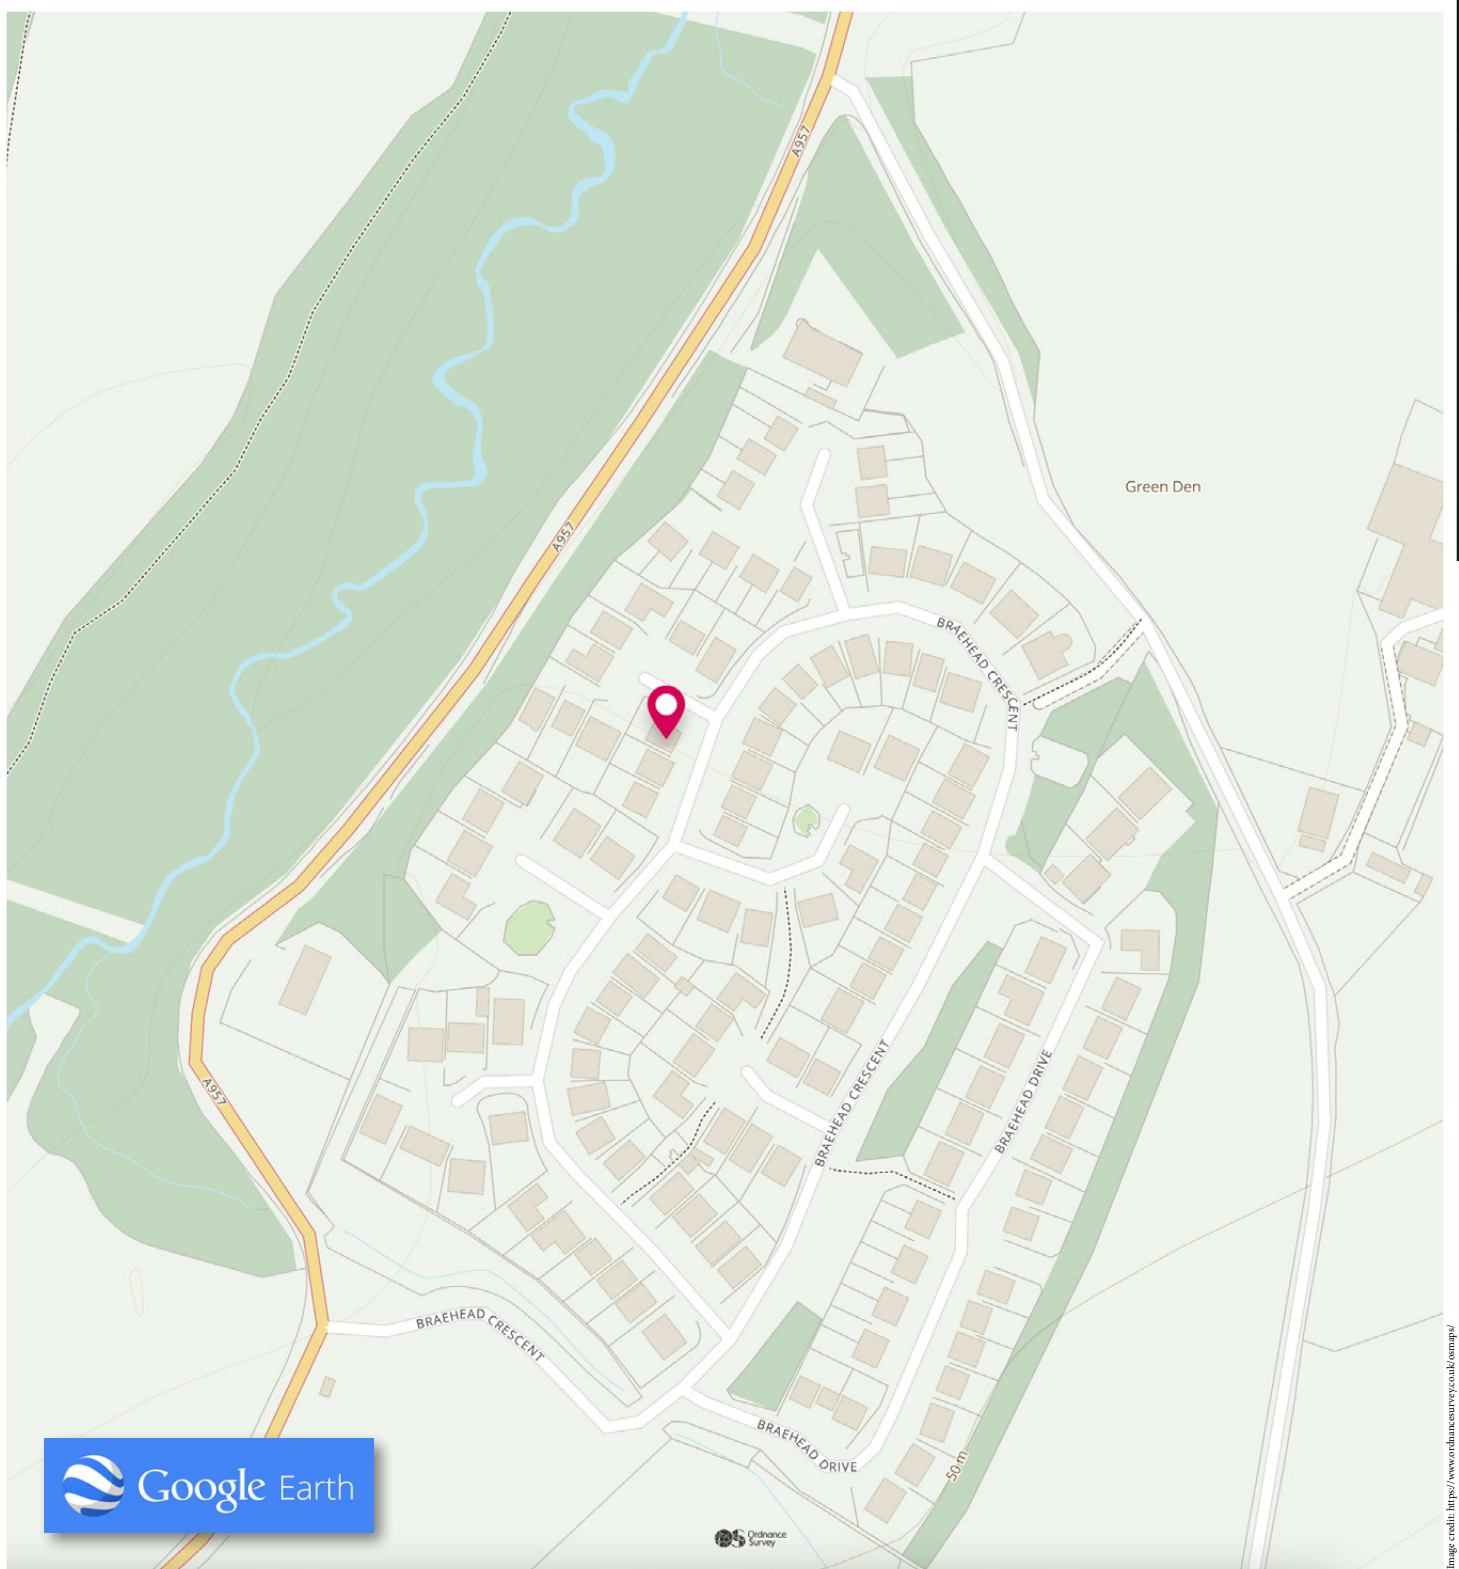 A957
Green Den
A957
BRAEHEAD CRESCENT
A957
BRAEHEAD CRESCENT
BRAEHEAD DRIVE
BRAEHEAD CRESCENT
BRAEHEAD DRIVE
50 m
Google Earth
Ordnance
Survey
Image credit: https://www.ordnancesurvey.co.uk/osmaps/